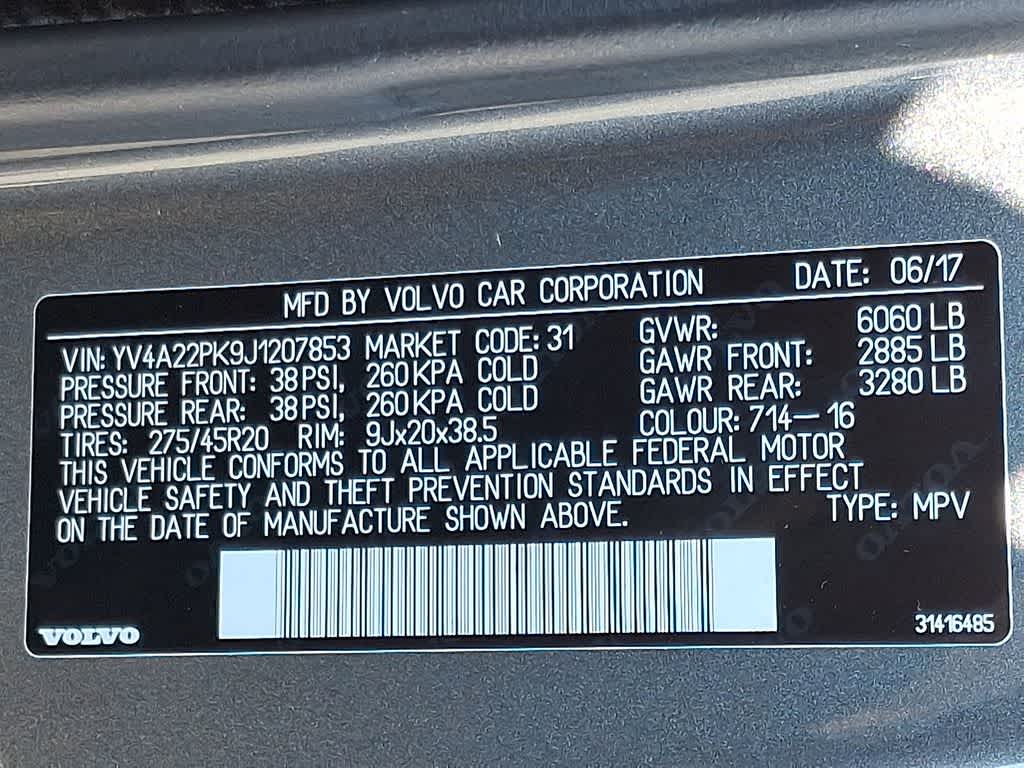 MFD BY VOLVO CAR CORPORATION DATE: 06/17
VIN: YV4A22PK9J1207853 MARKET CODE: 31 GVWR: 6060 LB
PRESSURE FRONT: 38 PSI, 260 KPA COLD GAWR FRONT: 2885 LB
PRESSURE REAR: 38 PSI, 260 KPA COLD GAWR REAR: 3280 LB
TIRES: 275/45R20 RIM: 9Jx20x38.5 COLOUR: 714-16
THIS VEHICLE CONFORMS TO ALL APPLICABLE FEDERAL MOTOR
VEHICLE SAFETY AND THEFT PREVENTION STANDARDS IN EFFECT
ON THE DATE OF MANUFACTURE SHOWN ABOVE. TYPE: MPV
VOLVO 31416485